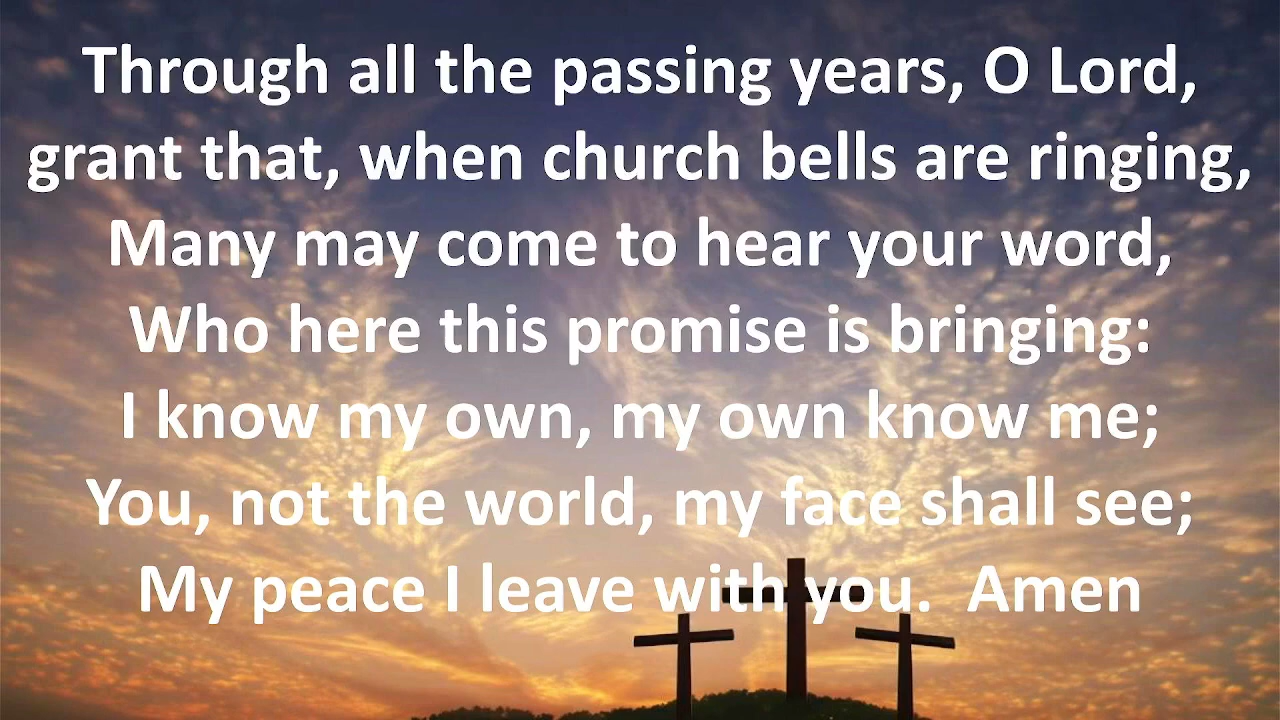 Through all the passing years, O Lord,
grant that, when church bells are ringing,
Many may come to hear your word,
Who here this promise is bringing:
I know my own, my own know me;
You, not the world, my face shall see;
My peace I leave with you.  Amen